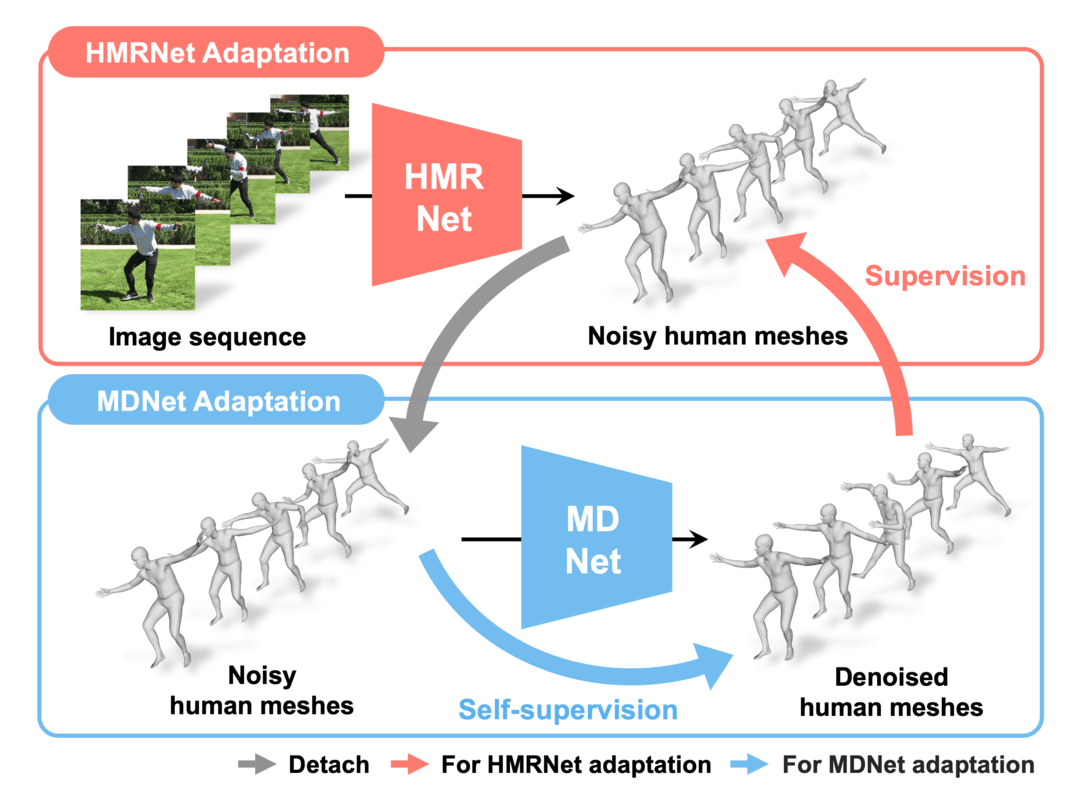 HMRNet Adaptation
HMR
Net
Supervision
Image sequence
Noisy human meshes
MDNet Adaptation
MD
Net
Noisy
human meshes
Self-supervision
Denoised
human meshes
Detach
For HMRNet adaptation
For MDNet adaptation